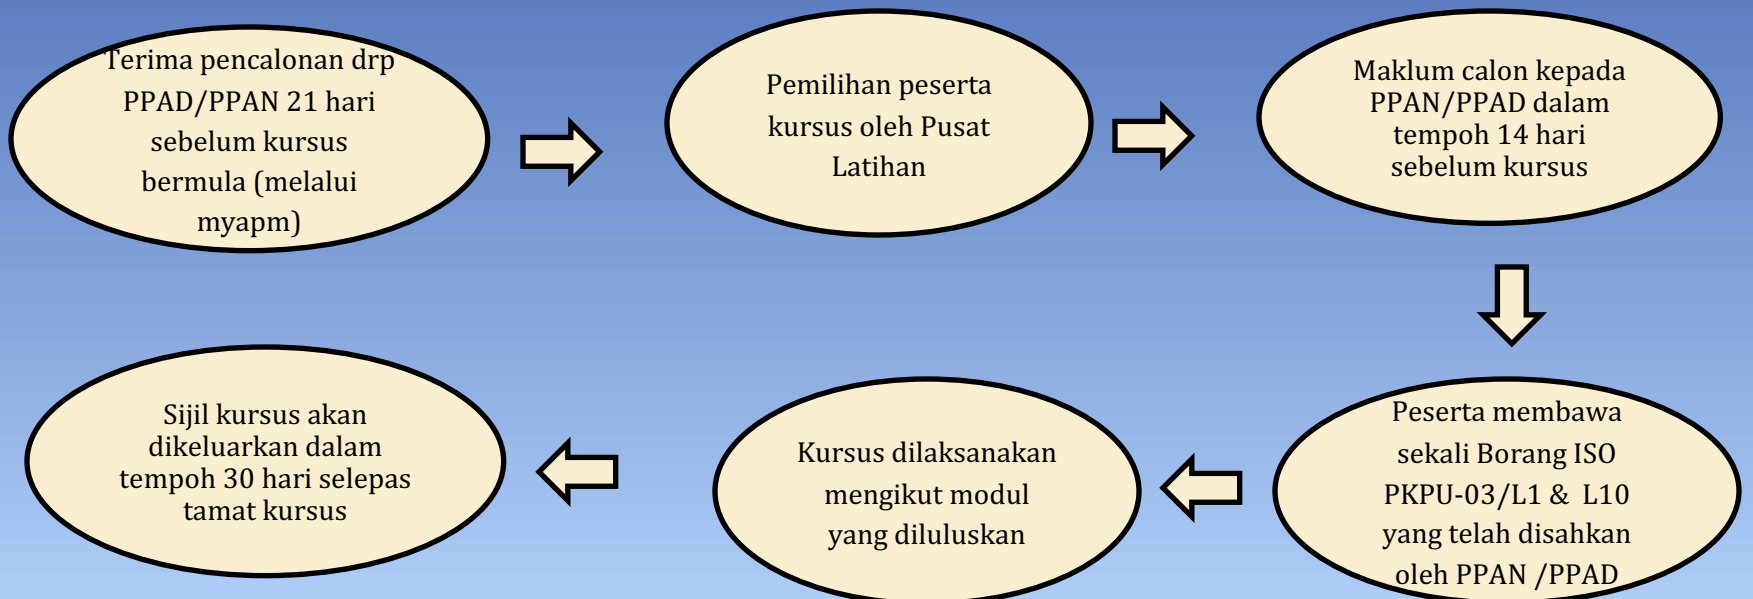 Terima pencalonan drp
PPAD/PPAN 21 hari
sebelum kursus
bermula (melalui
myapm)
Pemilihan peserta
kursus oleh Pusat
Latihan
Maklum calon kepada
PPAN/PPAD dalam
tempoh 14 hari
sebelum kursus
Peserta membawa
sekali Borang ISO
PKPU-03/L1 & L10
yang telah disahkan
oleh PPAN /PPAD
Kursus dilaksanakan
mengikut modul
yang diluluskan
Sijil kursus akan
dikeluarkan dalam
tempoh 30 hari selepas
tamat kursus